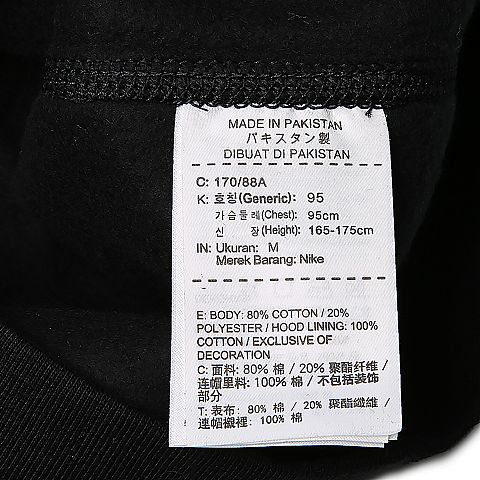 MADE IN PAKISTAN
パキスタン製
DIBUAT DI PAKISTAN
C: 170/88A
K: 호칭(Generic): 95
가슴둘레(Chest): 95cm
신 장(Height): 165-175cm
IN: Ukuran: M
Merek Barang: Nike
E: BODY: 80% COTTON / 20%
POLYESTER / HOOD LINING: 100%
COTTON / EXCLUSIVE OF
DECORATION
C: 面料: 80% 棉 / 20% 聚酯纤维 /
连帽里料: 100% 棉 / 不包括装饰
部分
T: 表布: 80% 棉 / 20% 聚酯纖維 /
連帽襯裡: 100% 棉